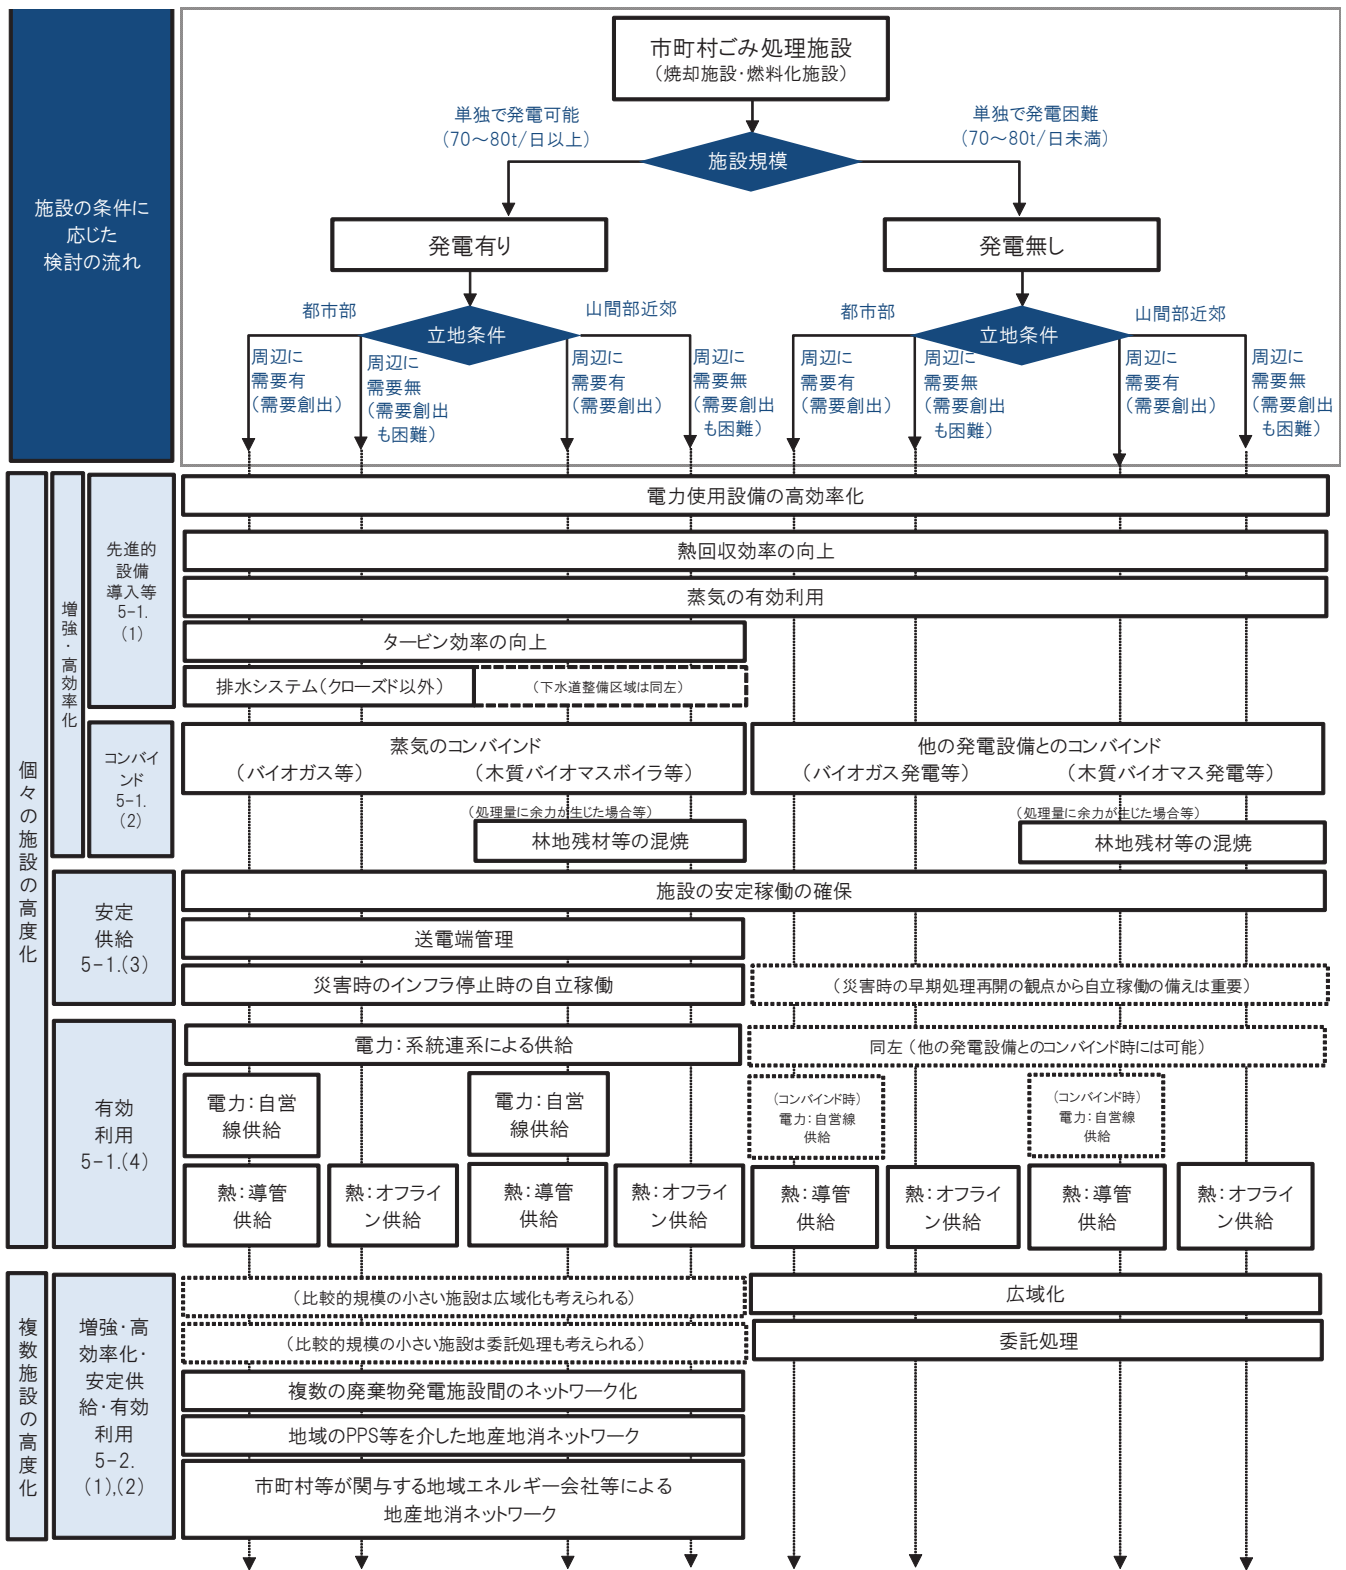 市町村ごみ処理施設
（焼却施設・燃料化施設）
単独で発電可能
（70～80t/日以上）
単独で発電困難
（70～80t/日未満）
施設規模
施設の条件に
応じた
検討の流れ
発電有り
発電無し
都市部
立地条件
山間部近郊
都市部
立地条件
山間部近郊
周辺に
需要有
（需要創出）
周辺に
需要無
（需要創出
も困難）
周辺に
需要有
（需要創出）
周辺に
需要無
（需要創出
も困難）
周辺に
需要有
（需要創出）
周辺に
需要無
（需要創出
も困難）
周辺に
需要有
（需要創出）
周辺に
需要無
（需要創出
も困難）
個々の施設の高度化
増強・高効率化
先進的
設備
導入等
5-1.
（1）
電力使用設備の高効率化
熱回収効率の向上
蒸気の有効利用
タービン効率の向上
排水システム（クローズド以外）
（下水道整備区域は同左）
コンバイ
ンド
5-1.
（2）
蒸気のコンバインド
（バイオガス等）
（木質バイオマスボイラ等）
他の発電設備とのコンバインド
（バイオガス発電等）
（木質バイオマス発電等）
（処理量に余力が生じた場合等）
林地残材等の混焼
（処理量に余力が生じた場合等）
林地残材等の混焼
安定
供給
5-1.（3）
施設の安定稼働の確保
送電端管理
災害時のインフラ停止時の自立稼働
（災害時の早期処理再開の観点から自立稼働の備えは重要）
有効
利用
5-1.（4）
電力：系統連系による供給
同左（他の発電設備とのコンバインド時には可能）
電力：自営
線供給
電力：自営
線供給
（コンバインド時）
電力：自営線
供給
（コンバインド時）
電力：自営線
供給
熱：導管
供給
熱：オフライ
ン供給
熱：導管
供給
熱：オフライ
ン供給
熱：導管
供給
熱：オフライ
ン供給
熱：導管
供給
熱：オフライ
ン供給
複数施設の高度化
増強・高
効率化・
安定供
給・有効
利用
5-2.
（1）,（2）
（比較的規模の小さい施設は広域化も考えられる）
広域化
（比較的規模の小さい施設は委託処理も考えられる）
委託処理
複数の廃棄物発電施設間のネットワーク化
地域のPPS等を介した地産地消ネットワーク
市町村等が関与する地域エネルギー会社等による
地産地消ネットワーク